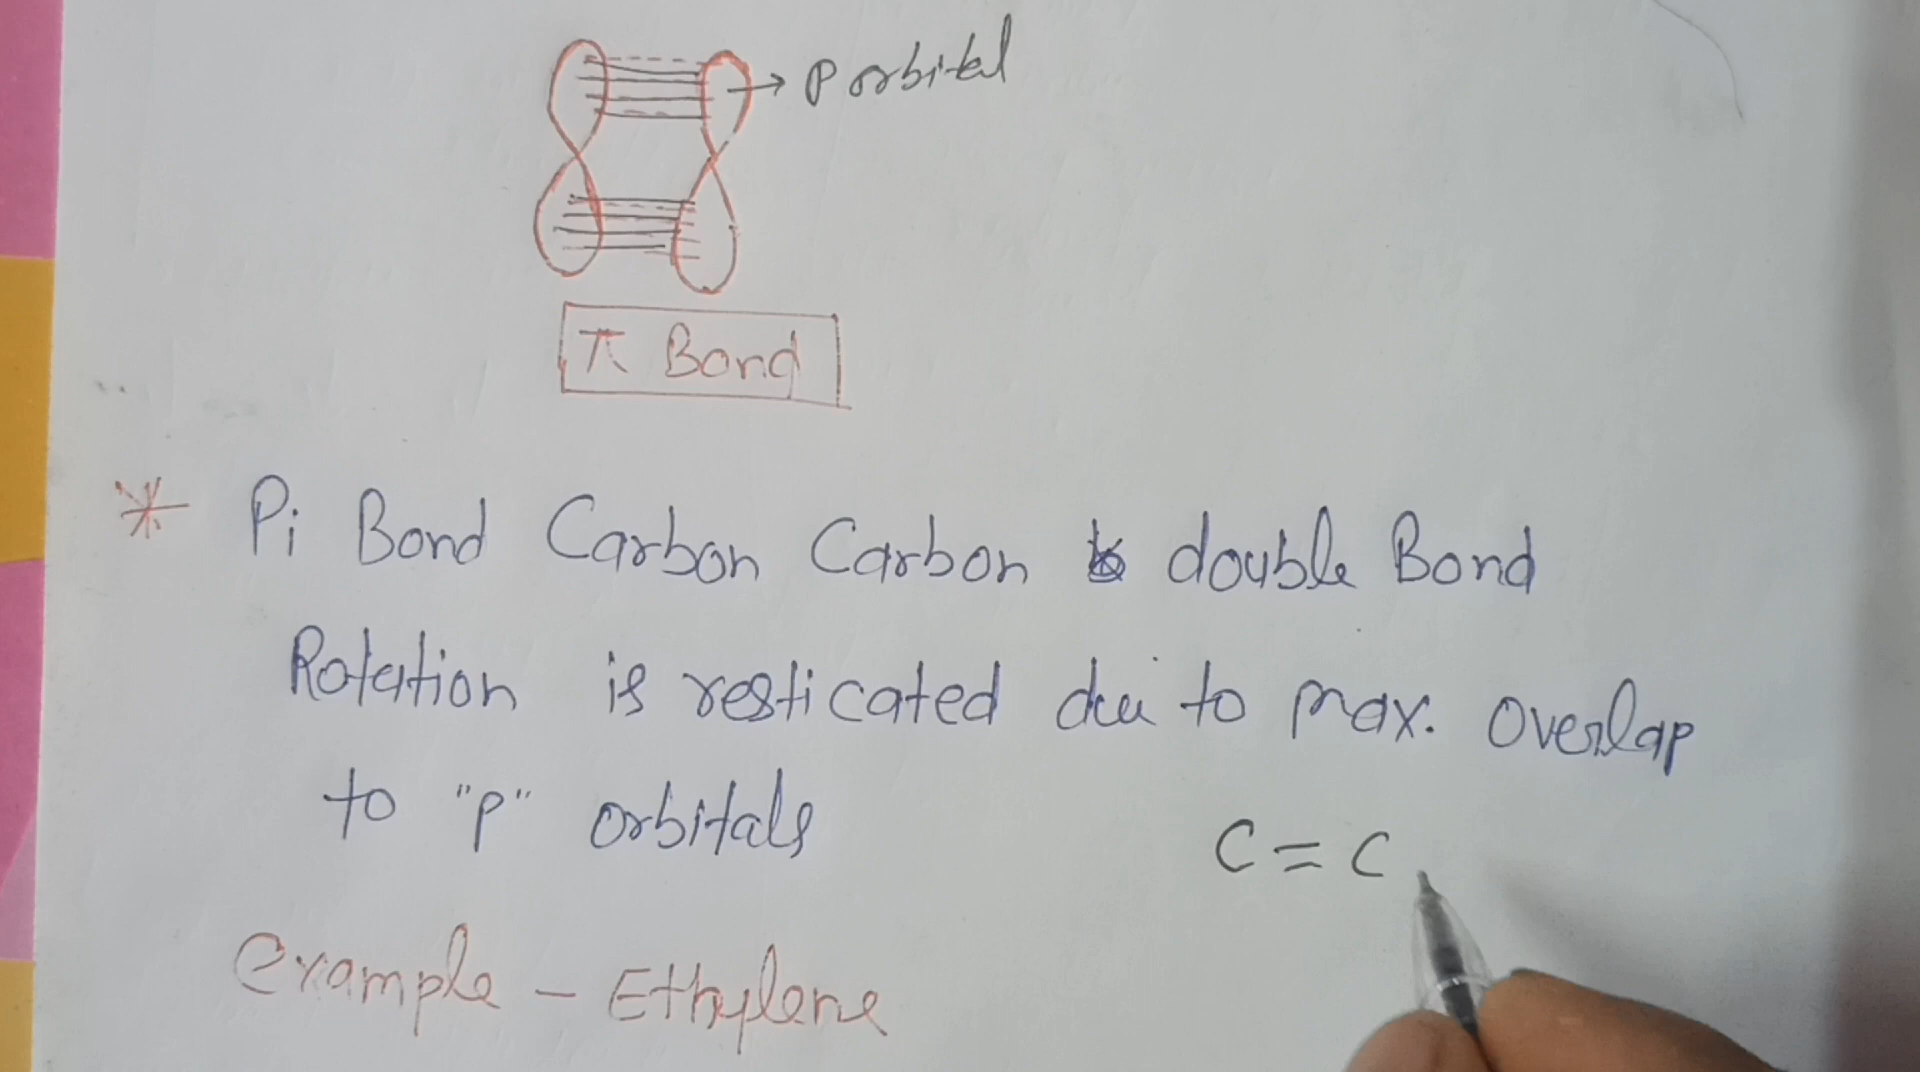 → P orbital
π Bond
* Pi Bond Carbon Carbon double Bond
Rotation is resticated due to max. overlap
to "p" orbitals
C = C
Example - Ethylene